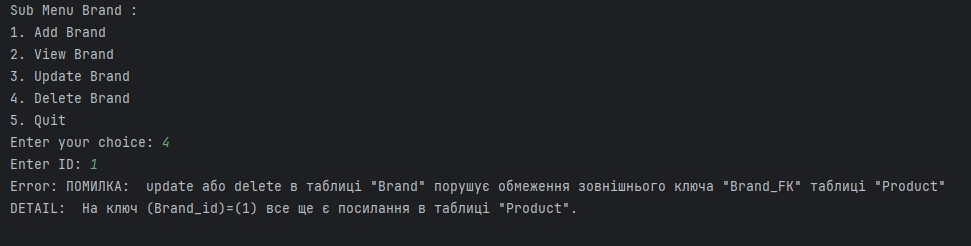 Sub Menu Brand :
1. Add Brand
2. View Brand
3. Update Brand
4. Delete Brand
5. Quit
Enter your choice: 4
Enter ID: 1
Error: ПОМИЛКА:  update або delete в таблиці "Brand" порушує обмеження зовнішнього ключа "Brand_FK" таблиці "Product"
DETAIL:  На ключ (Brand_id)=(1) все ще є посилання в таблиці "Product".